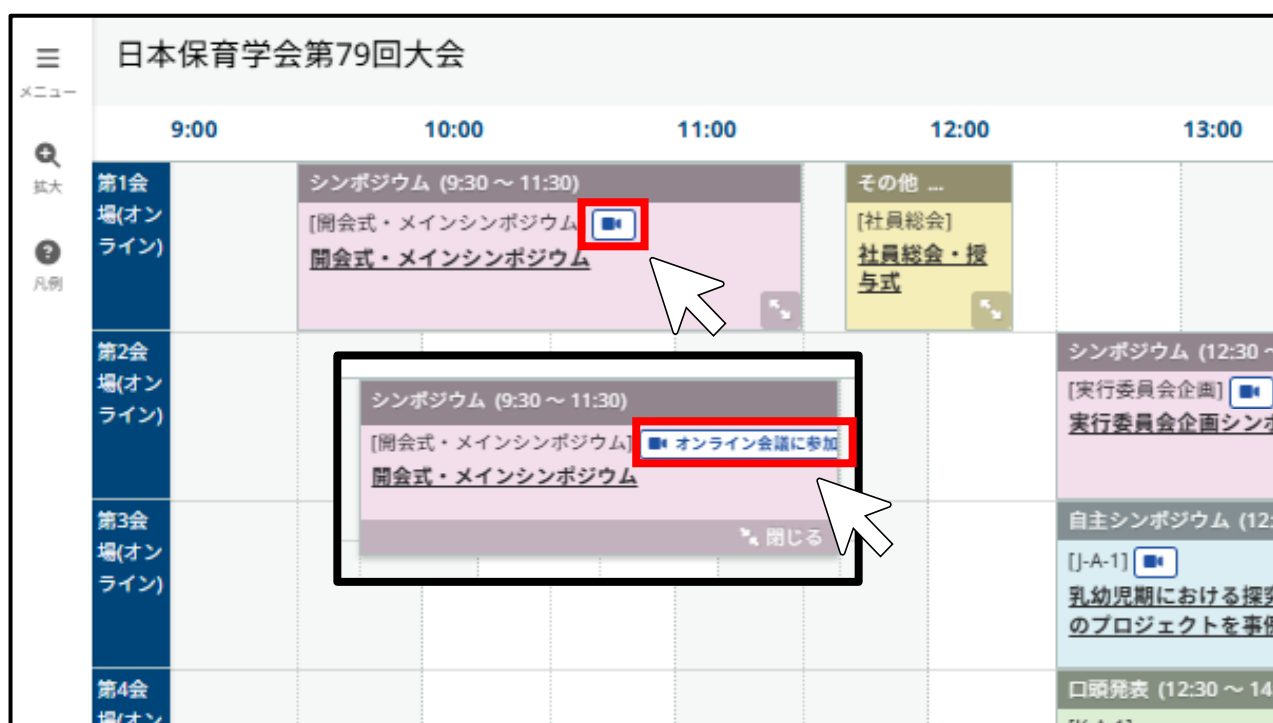 日本保育学会第79回大会
メニュー
拡大
凡例
9:00
10:00
11:00
12:00
13:00
第1会
場(オン
ライン)
シンポジウム (9:30 ～ 11:30)
[開会式・メインシンポジウム
開会式・メインシンポジウム
その他 ...
[社員総会]
社員総会・授
与式
第2会
場(オン
ライン)
シンポジウム (12:30 ～
[実行委員会企画]
実行委員会企画シンポ
シンポジウム (9:30 ～ 11:30)
[開会式・メインシンポジウム]
オンライン会議に参加
開会式・メインシンポジウム
閉じる
第3会
場(オン
ライン)
自主シンポジウム (12:
[J-A-1]
乳幼児期における探究
のプロジェクトを事例
第4会
場(オン
口頭発表 (12:30 ～ 14